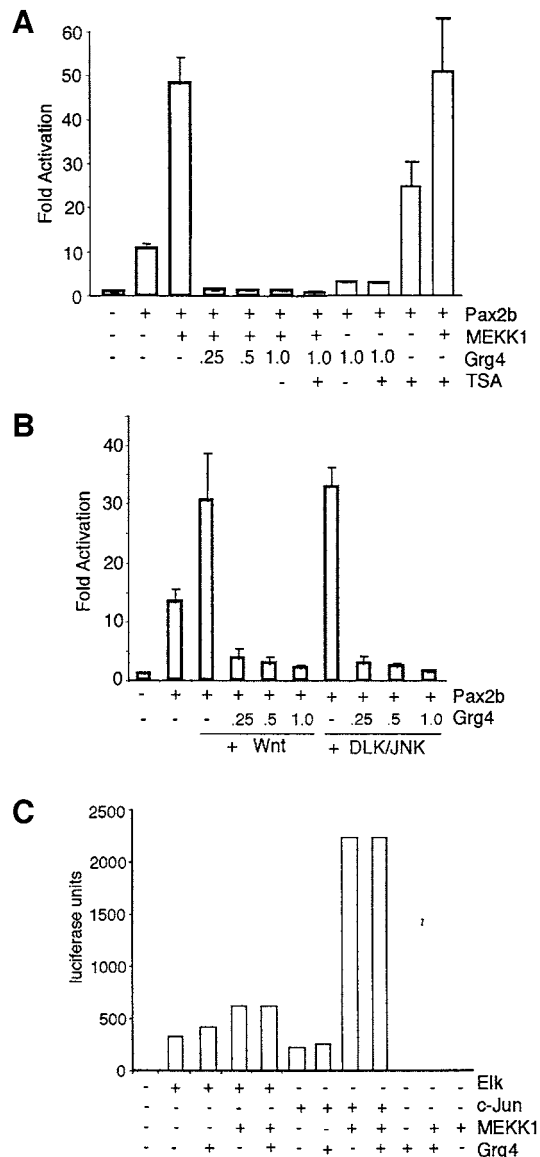 A
Fold Activation
60
50
40
30
20
10
0
- + + + + + + + + + + Pax2b
- - + + + + + - - - + MEKK1
- - - .25 .5 1.0 1.0 1.0 1.0 - - Grg4
- + - + + + TSA
B
Fold Activation
40
30
20
10
0
- + + + + + + + + + Pax2b
- - - .25 .5 1.0 - .25 .5 1.0 Grg4
+ Wnt + DLK/JNK
C
luciferase units
2500
2000
1500
1000
500
0
- + + + + - - - - - - - Elk
- - - - - + + + + - - - c-Jun
- - - + + - - + + - + + MEKK1
- - + - + - + - + + + - Grg4